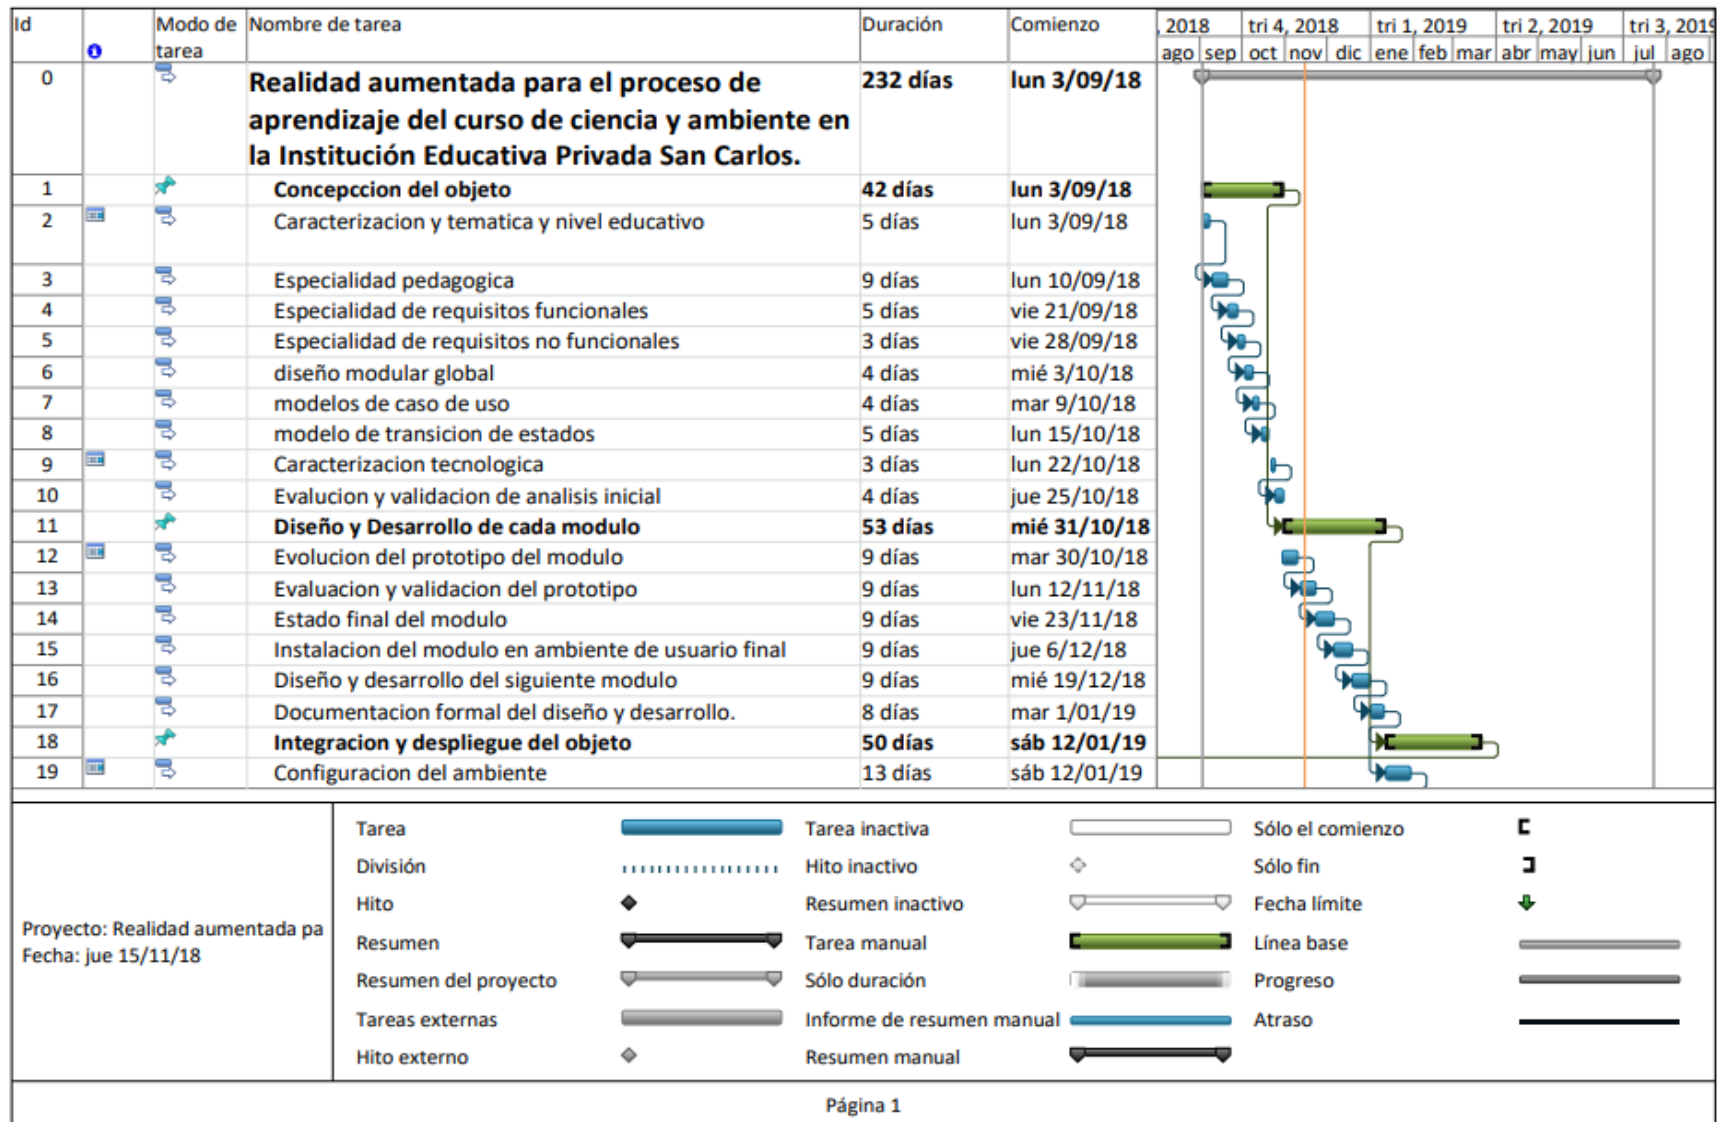 Id Modo de tarea Nombre de tarea Duración Comienzo , 2018 tri 4, 2018 tri 1, 2019 tri 2, 2019 tri 3, 2019
ago sep oct nov dic ene feb mar abr may jun jul ago
0 Realidad aumentada para el proceso de 232 días lun 3/09/18
aprendizaje del curso de ciencia y ambiente en
la Institución Educativa Privada San Carlos.
1 Concepccion del objeto 42 días lun 3/09/18
2 Caracterizacion y tematica y nivel educativo 5 días lun 3/09/18
3 Especialidad pedagogica 9 días lun 10/09/18
4 Especialidad de requisitos funcionales 5 días vie 21/09/18
5 Especialidad de requisitos no funcionales 3 días vie 28/09/18
6 diseño modular global 4 días mié 3/10/18
7 modelos de caso de uso 4 días mar 9/10/18
8 modelo de transicion de estados 5 días lun 15/10/18
9 Caracterizacion tecnologica 3 días lun 22/10/18
10 Evalucion y validacion de analisis inicial 4 días jue 25/10/18
11 Diseño y Desarrollo de cada modulo 53 días mié 31/10/18
12 Evolucion del prototipo del modulo 9 días mar 30/10/18
13 Evaluacion y validacion del prototipo 9 días lun 12/11/18
14 Estado final del modulo 9 días vie 23/11/18
15 Instalacion del modulo en ambiente de usuario final 9 días jue 6/12/18
16 Diseño y desarrollo del siguiente modulo 9 días mié 19/12/18
17 Documentacion formal del diseño y desarrollo. 8 días mar 1/01/19
18 Integracion y despliegue del objeto 50 días sáb 12/01/19
19 Configuracion del ambiente 13 días sáb 12/01/19
Proyecto: Realidad aumentada pa
Fecha: jue 15/11/18
Tarea Tarea inactiva Sólo el comienzo
División Hito inactivo Sólo fin
Hito Resumen inactivo Fecha límite
Resumen Tarea manual Línea base
Resumen del proyecto Sólo duración Progreso
Tareas externas Informe de resumen manual Atraso
Hito externo Resumen manual
Página 1